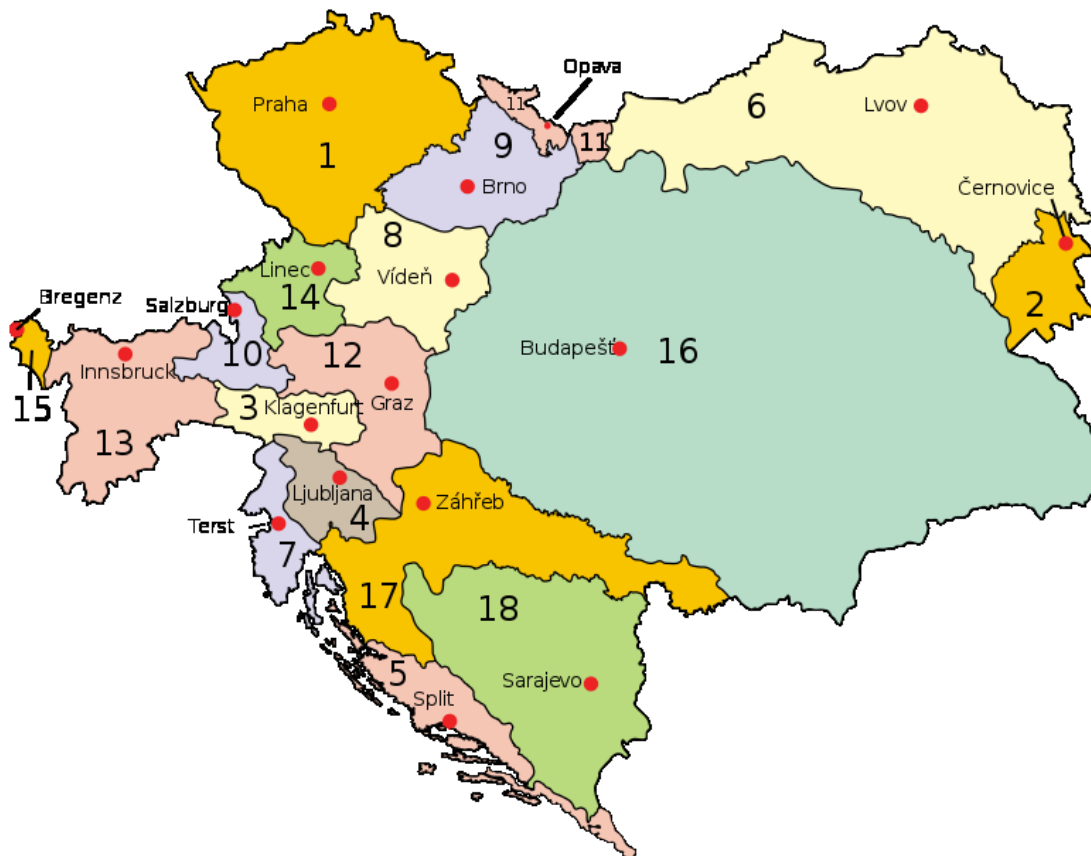 Opava
Praha
11
6
Lvov
1
9
11
Brno
Černovice
8
Linec
Vídeň
14
Bregenz
Salzburg
2
12
Budapešť
16
10
Innsbruck
15
Graz
3
Klagenfurt
13
Ljubljana
4
Záhřeb
Terst
7
17
18
5
Sarajevo
Split